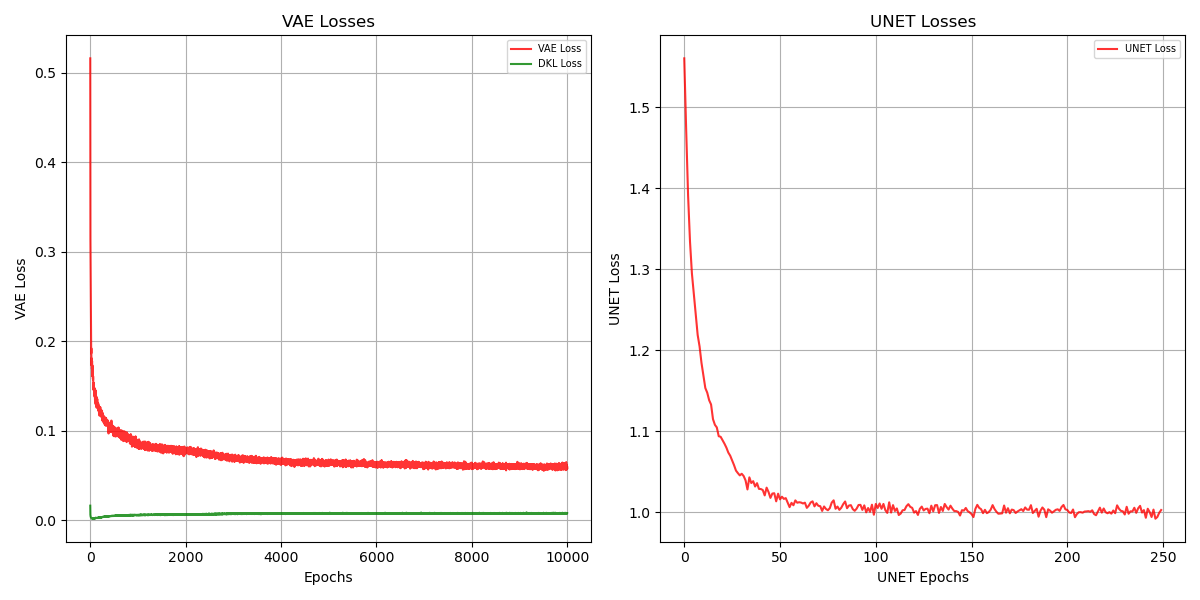 VAE Losses
VAE Loss
DKL Loss
0.5
0.4
0.3
0.2
0.1
0.0
VAE Loss
0
2000
4000
6000
8000
10000
Epochs
UNET Losses
UNET Loss
1.5
1.4
1.3
1.2
1.1
1.0
UNET Loss
0
50
100
150
200
250
UNET Epochs